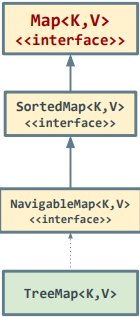 Map<K,V>
<<interface>>
SortedMap<K,V>
<<interface>>
NavigableMap<K,V>
<<interface>>
TreeMap<K,V>